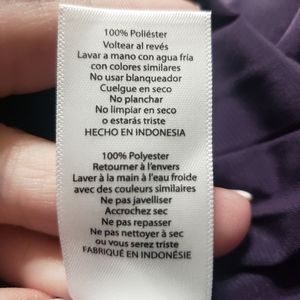 100% Poliéster
Voltear al revés
Lavar a mano con agua fría
con colores similares
No usar blanqueador
Cuelgue en seco
No planchar
No limpiar en seco
o estarás triste
HECHO EN INDONESIA
100% Polyester
Retourner à l'envers
Laver à la main à l'eau froide
avec des couleurs similaires
Ne pas javelliser
Accrochez sec
Ne pas repasser
Ne pas nettoyer à sec
ou vous serez triste
FABRIQUÉ EN INDONÉSIE